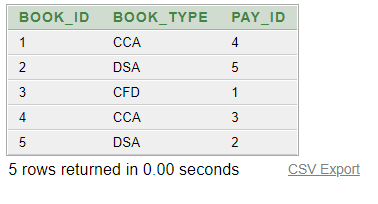 BOOK_ID BOOK_TYPE PAY_ID
1 CCA 4
2 DSA 5
3 CFD 1
4 CCA 3
5 DSA 2
5 rows returned in 0.00 seconds CSV Export